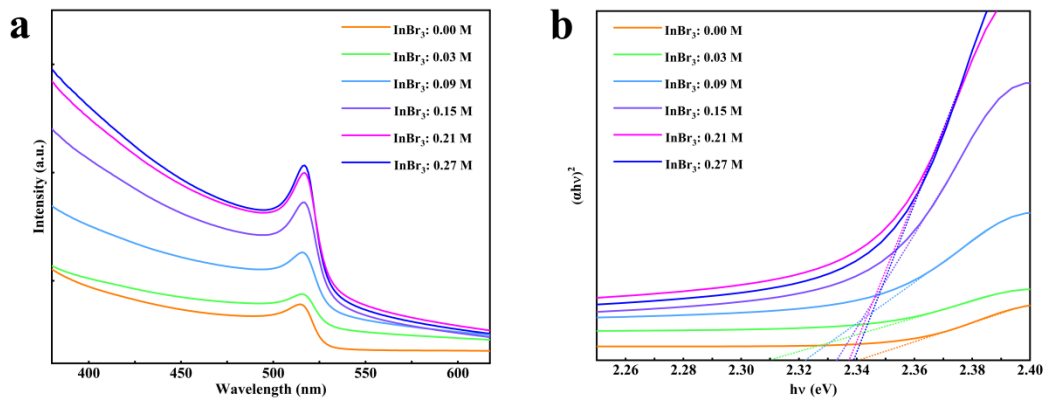 a
InBr₃: 0.00 M
InBr₃: 0.03 M
InBr₃: 0.09 M
InBr₃: 0.15 M
InBr₃: 0.21 M
InBr₃: 0.27 M
Intensity (a.u.)
400 450 500 550 600
Wavelength (nm)
b
InBr₃: 0.00 M
InBr₃: 0.03 M
InBr₃: 0.09 M
InBr₃: 0.15 M
InBr₃: 0.21 M
InBr₃: 0.27 M
(αhν)²
2.26 2.28 2.30 2.32 2.34 2.36 2.38 2.40
hν (eV)